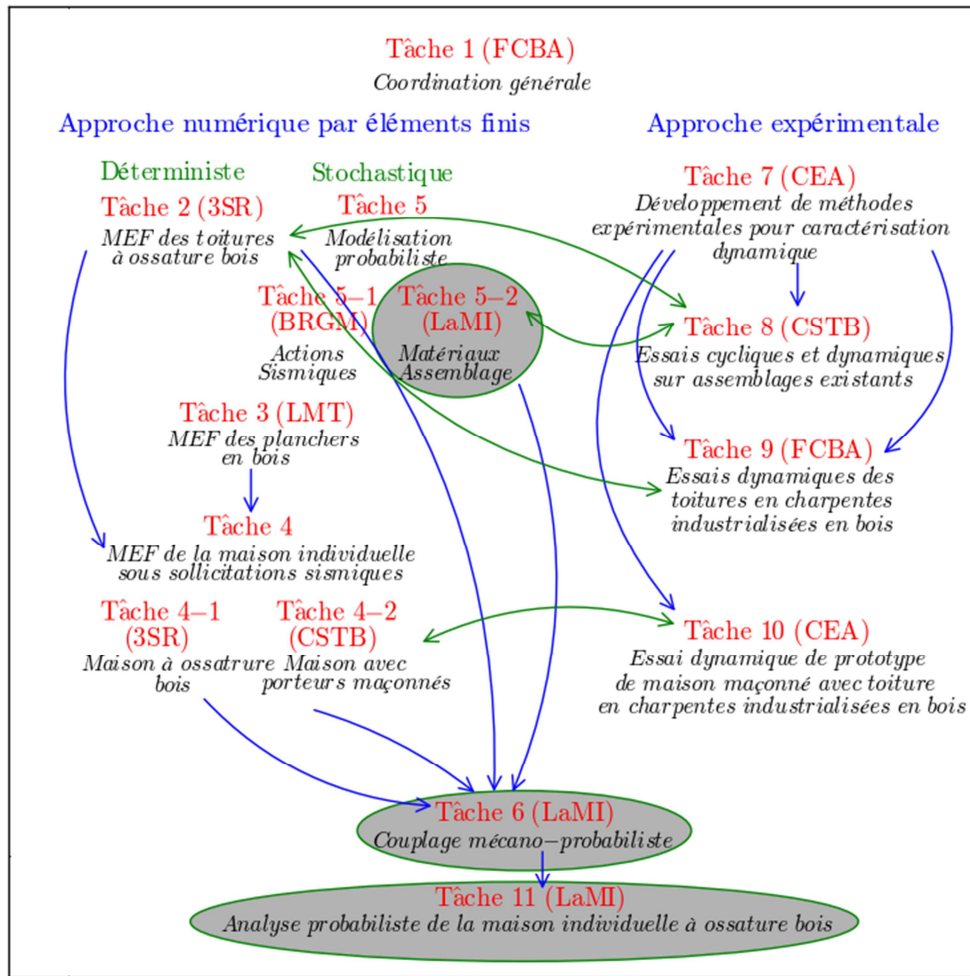 Tâche 1 (FCBA)
Coordination générale
Approche numérique par éléments finis
Déterministe
Stochastique
Tâche 2 (3SR)
MEF des toitures
à ossature bois
Tâche 5
Modélisation
probabiliste
Tâche 5–1
(BRGM)
Actions
Sismiques
Tâche 5–2
(LaMI)
Matériaux
Assemblage
Tâche 3 (LMT)
MEF des planchers
en bois
Tâche 4
MEF de la maison individuelle
sous sollicitations sismiques
Tâche 4–1
(3SR)
Maison à ossatrure
bois
Tâche 4–2
(CSTB)
Maison avec
porteurs maçonnés
Approche expérimentale
Tâche 7 (CEA)
Développement de méthodes
expérimentales pour caractérisation
dynamique
Tâche 8 (CSTB)
Essais cycliques et dynamiques
sur assemblages existants
Tâche 9 (FCBA)
Essais dynamiques des
toitures en charpentes
industrialisées en bois
Tâche 10 (CEA)
Essai dynamique de prototype
de maison maçonné avec toiture
en charpentes industrialisées en bois
Tâche 6 (LaMI)
Couplage mécano–probabiliste
Tâche 11 (LaMI)
Analyse probabiliste de la maison individuelle à ossature bois